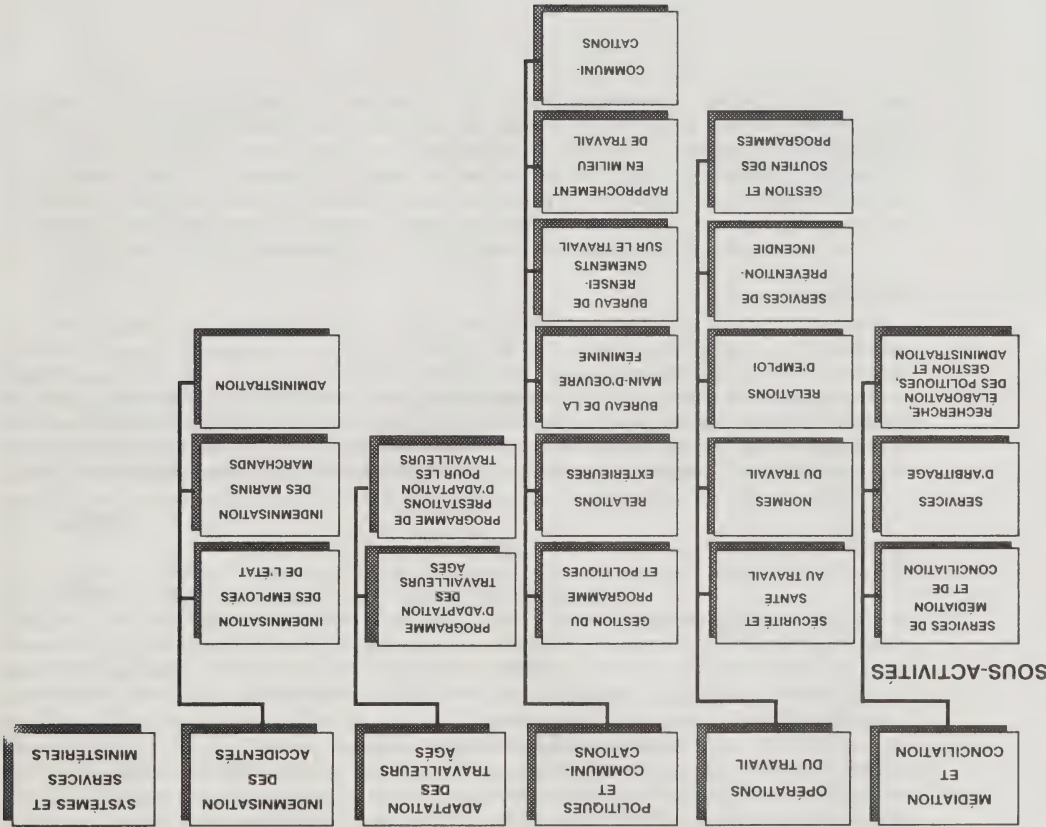 MÉDIATION
ET
CONCILIATION
OPÉRATIONS
DU TRAVAIL
POLITIQUES
ET
COMMUNI-
CATIONS
ADAPTATION
DES
TRAVAILLEURS
ÂGÉS
INDEMNISATION
DES
ACCIDENTÉS
SYSTÈMES ET
SERVICES
MINISTÉRIELS
SOUS-ACTIVITÉS
SERVICES DE
MÉDIATION
ET DE
CONCILIATION
SERVICES
D'ARBITRAGE
RECHERCHE,
ÉLABORATION
DES POLITIQUES,
GESTION ET
ADMINISTRATION
SÉCURITÉ ET
SANTÉ
AU TRAVAIL
NORMES
DU TRAVAIL
RELATIONS
D'EMPLOI
SERVICES DE
PRÉVENTION-
INCENDIE
GESTION ET
SOUTIEN DES
PROGRAMMES
GESTION DU
PROGRAMME
ET POLITIQUES
RELATIONS
EXTÉRIEURES
BUREAU DE LA
MAIN-D'OEUVRE
FÉMININE
BUREAU DE
RENSEI-
GNEMENTS
SUR LE TRAVAIL
RAPPROCHEMENT
EN MILIEU
DE TRAVAIL
COMMUNI-
CATIONS
PROGRAMME
D'ADAPTATION
DES
TRAVAILLEURS
ÂGÉS
PROGRAMME DE
PRESTATIONS
D'ADAPTATION
POUR LES
TRAVAILLEURS
INDEMNISATION
DES EMPLOYÉS
DE L'ÉTAT
INDEMNISATION
DES MARINS
MARCHANDS
ADMINISTRATION